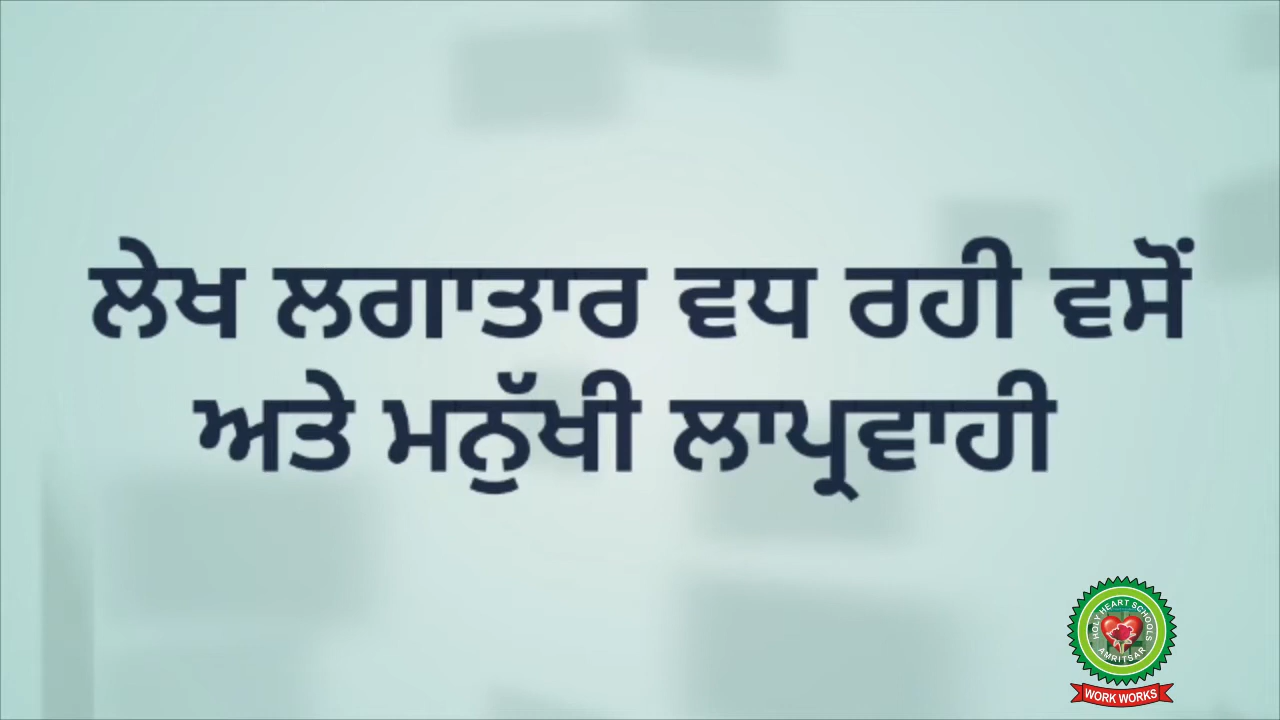 ਲੇਖ ਲਗਾਤਾਰ ਵਧ ਰਹੀ ਵਸੋਂ
ਅਤੇ ਮਨੁੱਖੀ ਲਾਪ੍ਰਵਾਹੀ
HOLY HEART SCHOOLS
AMRITSAR
WORK WORKS